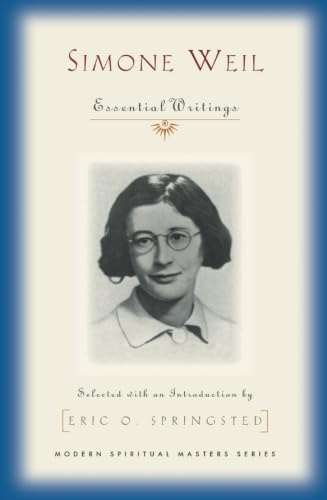 SIMONE WEIL
Essential Writings
Selected with an Introduction by
[ERIC O. SPRINGSTED]
MODERN SPIRITUAL MASTERS SERIES